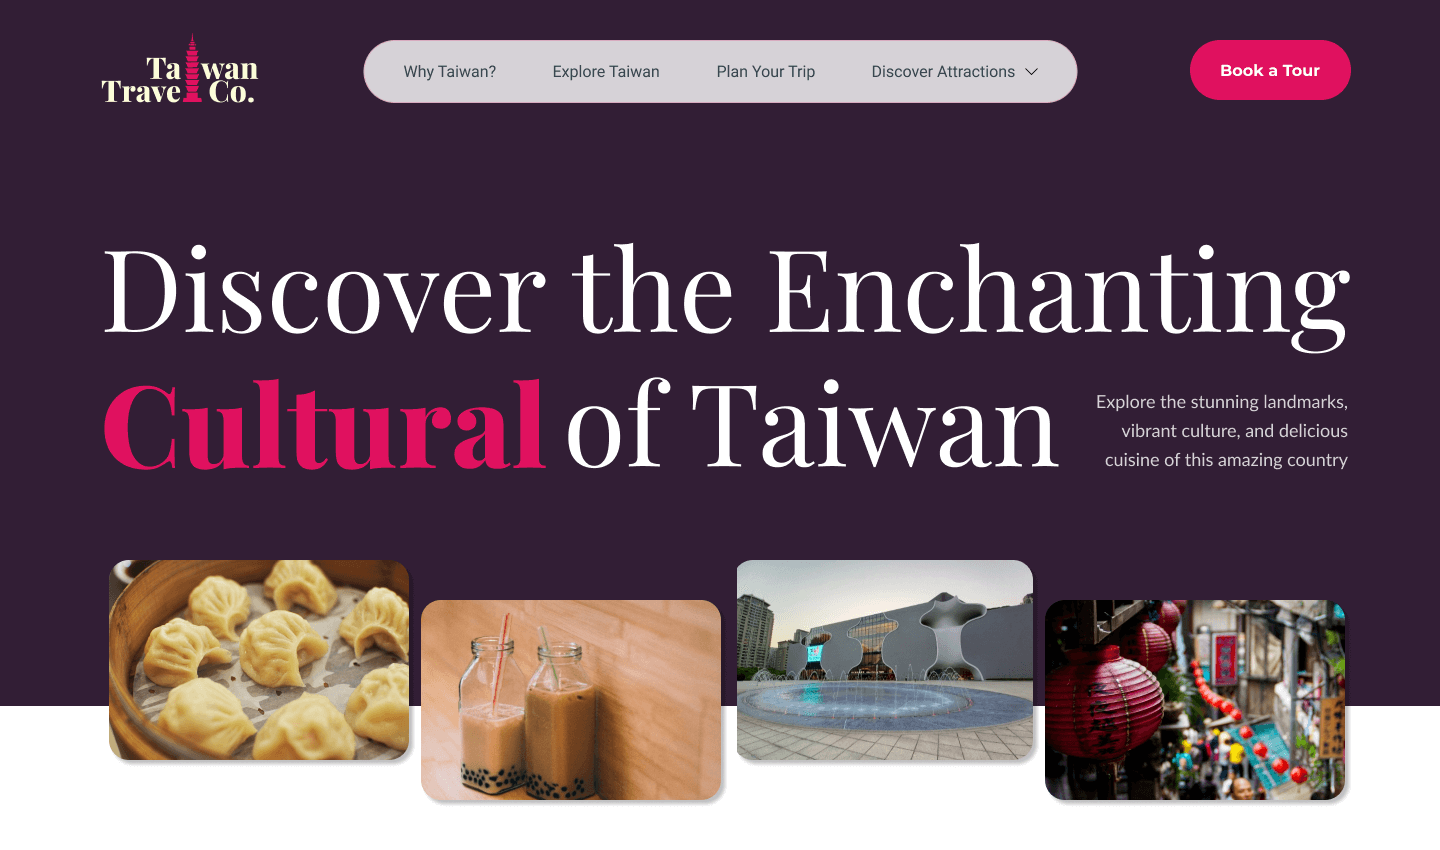 Taiwan
Travel Co.
Why Taiwan?
Explore Taiwan
Plan Your Trip
Discover Attractions
Book a Tour
Discover the Enchanting
Cultural of Taiwan
Explore the stunning landmarks,
vibrant culture, and delicious
cuisine of this amazing country